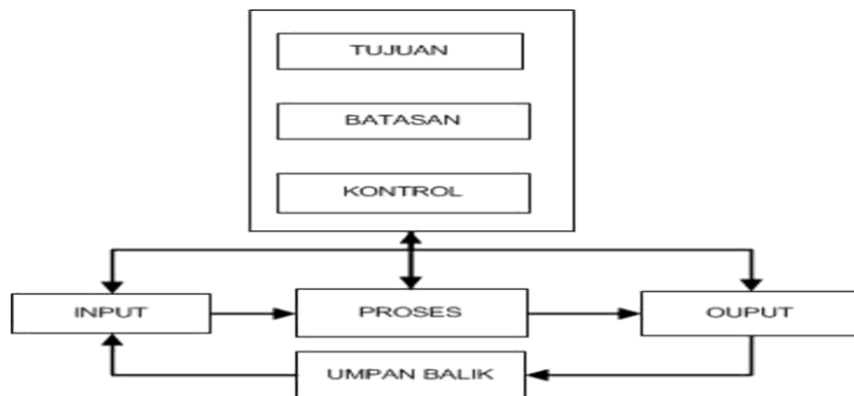 TUJUAN
BATASAN
KONTROL
INPUT
PROSES
OUPUT
UMPAN BALIK